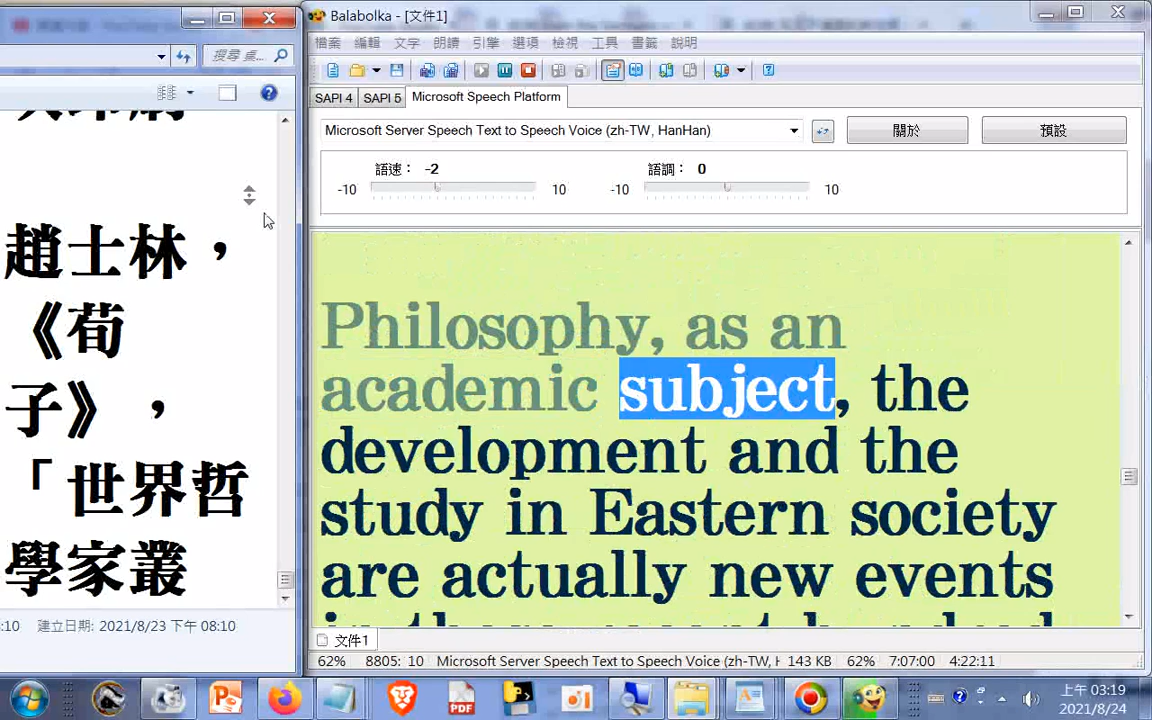 搜尋 桌...
趙士林，
《荀
子》，
「世界哲
學家叢
:10 建立日期: 2021/8/23 下午 08:10
Balabolka - [文件1]
檔案 編輯 文字 朗讀 引擎 選項 檢視 工具 書籤 說明
SAPI 4 SAPI 5 Microsoft Speech Platform
Microsoft Server Speech Text to Speech Voice (zh-TW, HanHan) 關於 預設
語速： -2 語調： 0
-10 10 -10 10
Philosophy, as an
academic subject, the
development and the
study in Eastern society
are actually new events
文件1
62% 8805: 10 Microsoft Server Speech Text to Speech Voice (zh-TW, H 143 KB 62% 7:07:00 4:22:11
PDF
上午 03:19
2021/8/24